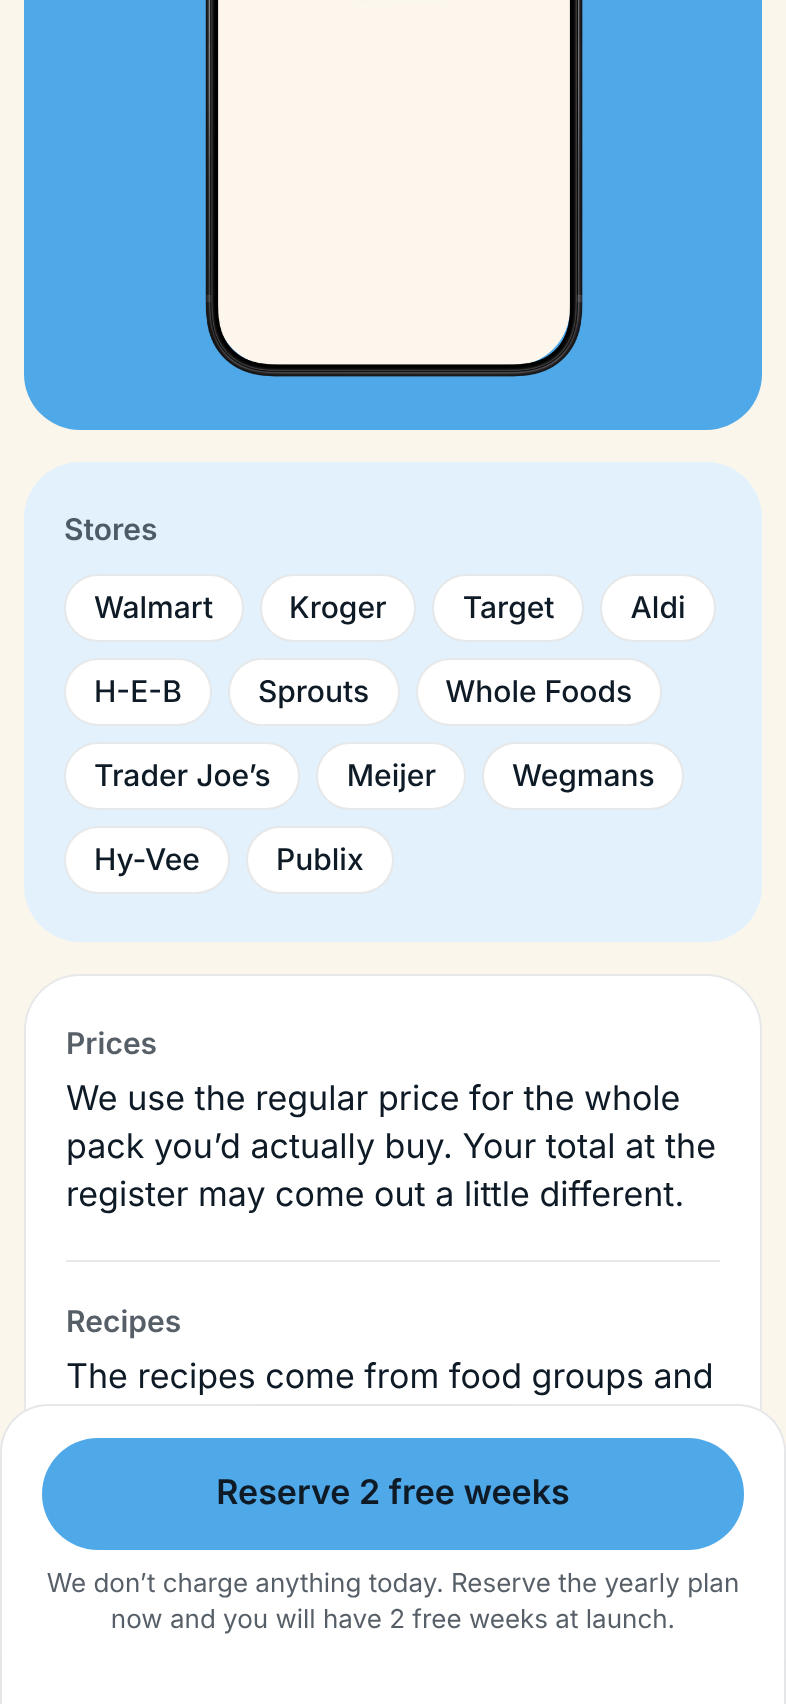 Stores
Walmart Kroger Target Aldi
H-E-B Sprouts Whole Foods
Trader Joe’s Meijer Wegmans
Hy-Vee Publix
Prices
We use the regular price for the whole
pack you’d actually buy. Your total at the
register may come out a little different.
Recipes
The recipes come from food groups and
Reserve 2 free weeks
We don’t charge anything today. Reserve the yearly plan
now and you will have 2 free weeks at launch.